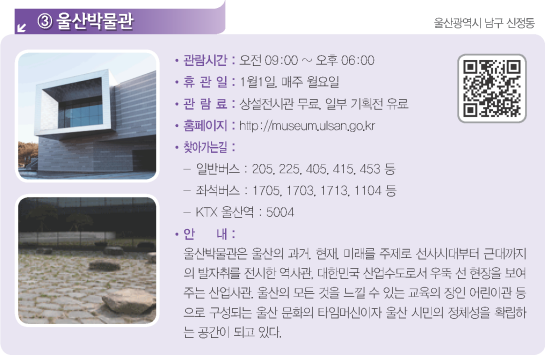 ③ 울산박물관
울산광역시 남구 신정동
• 관람시간 : 오전 09:00 ~ 오후 06:00
• 휴 관 일 : 1월1일, 매주 월요일
• 관 람 료 : 상설전시관 무료, 일부 기획전 유료
• 홈페이지 : http://museum.ulsan.go.kr
• 찾아가는길 :
– 일반버스 : 205, 225, 405, 415, 453 등
– 좌석버스 : 1705, 1703, 1713, 1104 등
– KTX 울산역 : 5004
• 안 내 :
울산박물관은 울산의 과거, 현재, 미래를 주제로 선사시대부터 근대까지
의 발자취를 전시한 역사관, 대한민국 산업수도로서 우뚝 선 현장을 보여
주는 산업사관, 울산의 모든 것을 느낄 수 있는 교육의 장인 어린이관 등
으로 구성되는 울산 문화의 타임머신이자 울산 시민의 정체성을 확립하
는 공간이 되고 있다.